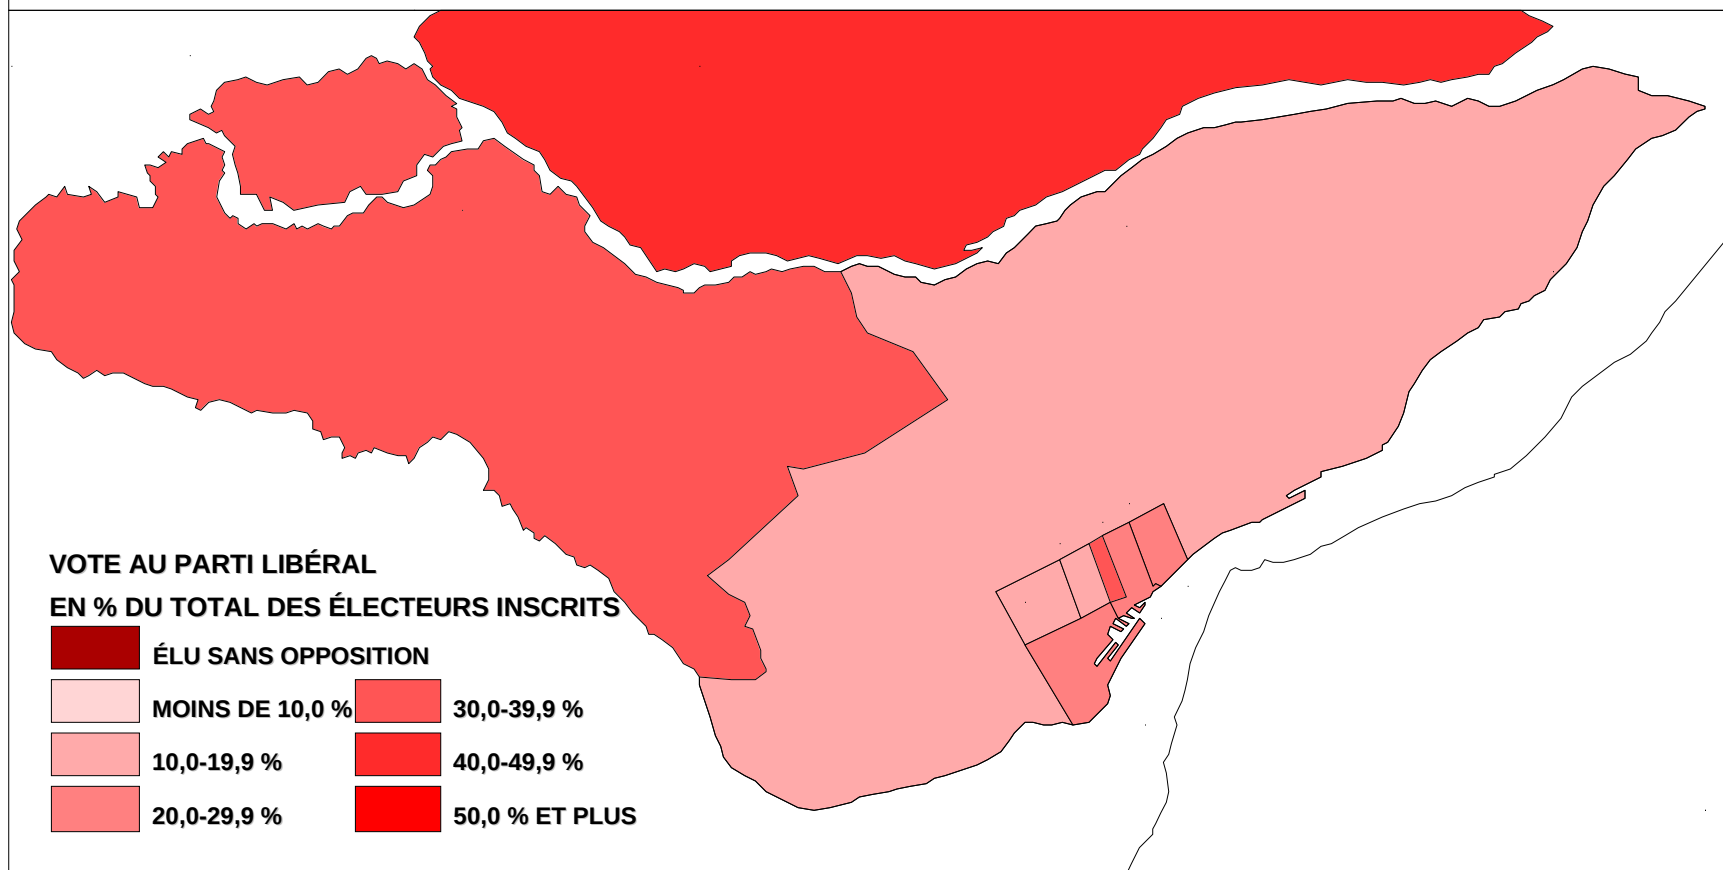 VOTE AU PARTI LIBÉRAL
EN % DU TOTAL DES ÉLECTEURS INSCRITS
ÉLU SANS OPPOSITION
MOINS DE 10,0 %
30,0-39,9 %
10,0-19,9 %
40,0-49,9 %
20,0-29,9 %
50,0 % ET PLUS